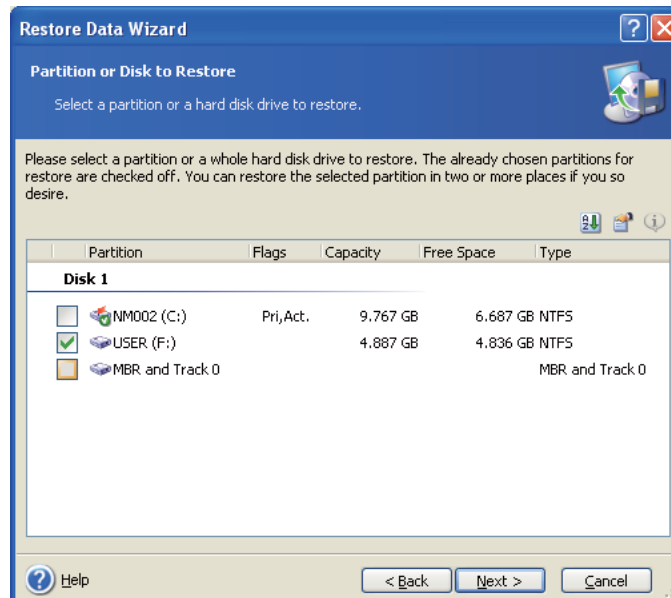 Restore Data Wizard
Partition or Disk to Restore
Select a partition or a hard disk drive to restore.
Please select a partition or a whole hard disk drive to restore. The already chosen partitions for
restore are checked off. You can restore the selected partition in two or more places if you so
desire.
Partition Flags Capacity Free Space Type
Disk 1
NM002 (C:) Pri,Act. 9.767 GB 6.687 GB NTFS
USER (F:) 4.887 GB 4.836 GB NTFS
MBR and Track 0 MBR and Track 0
Help < Back Next > Cancel